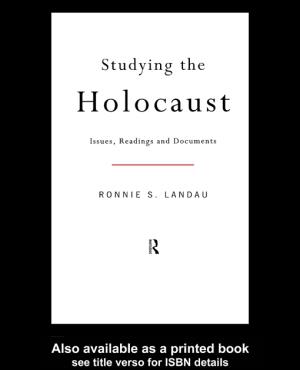 Studying the
Holocaust
Issues, Readings and Documents
RONNIE S. LANDAU
R
Also available as a printed book
see title verso for ISBN details